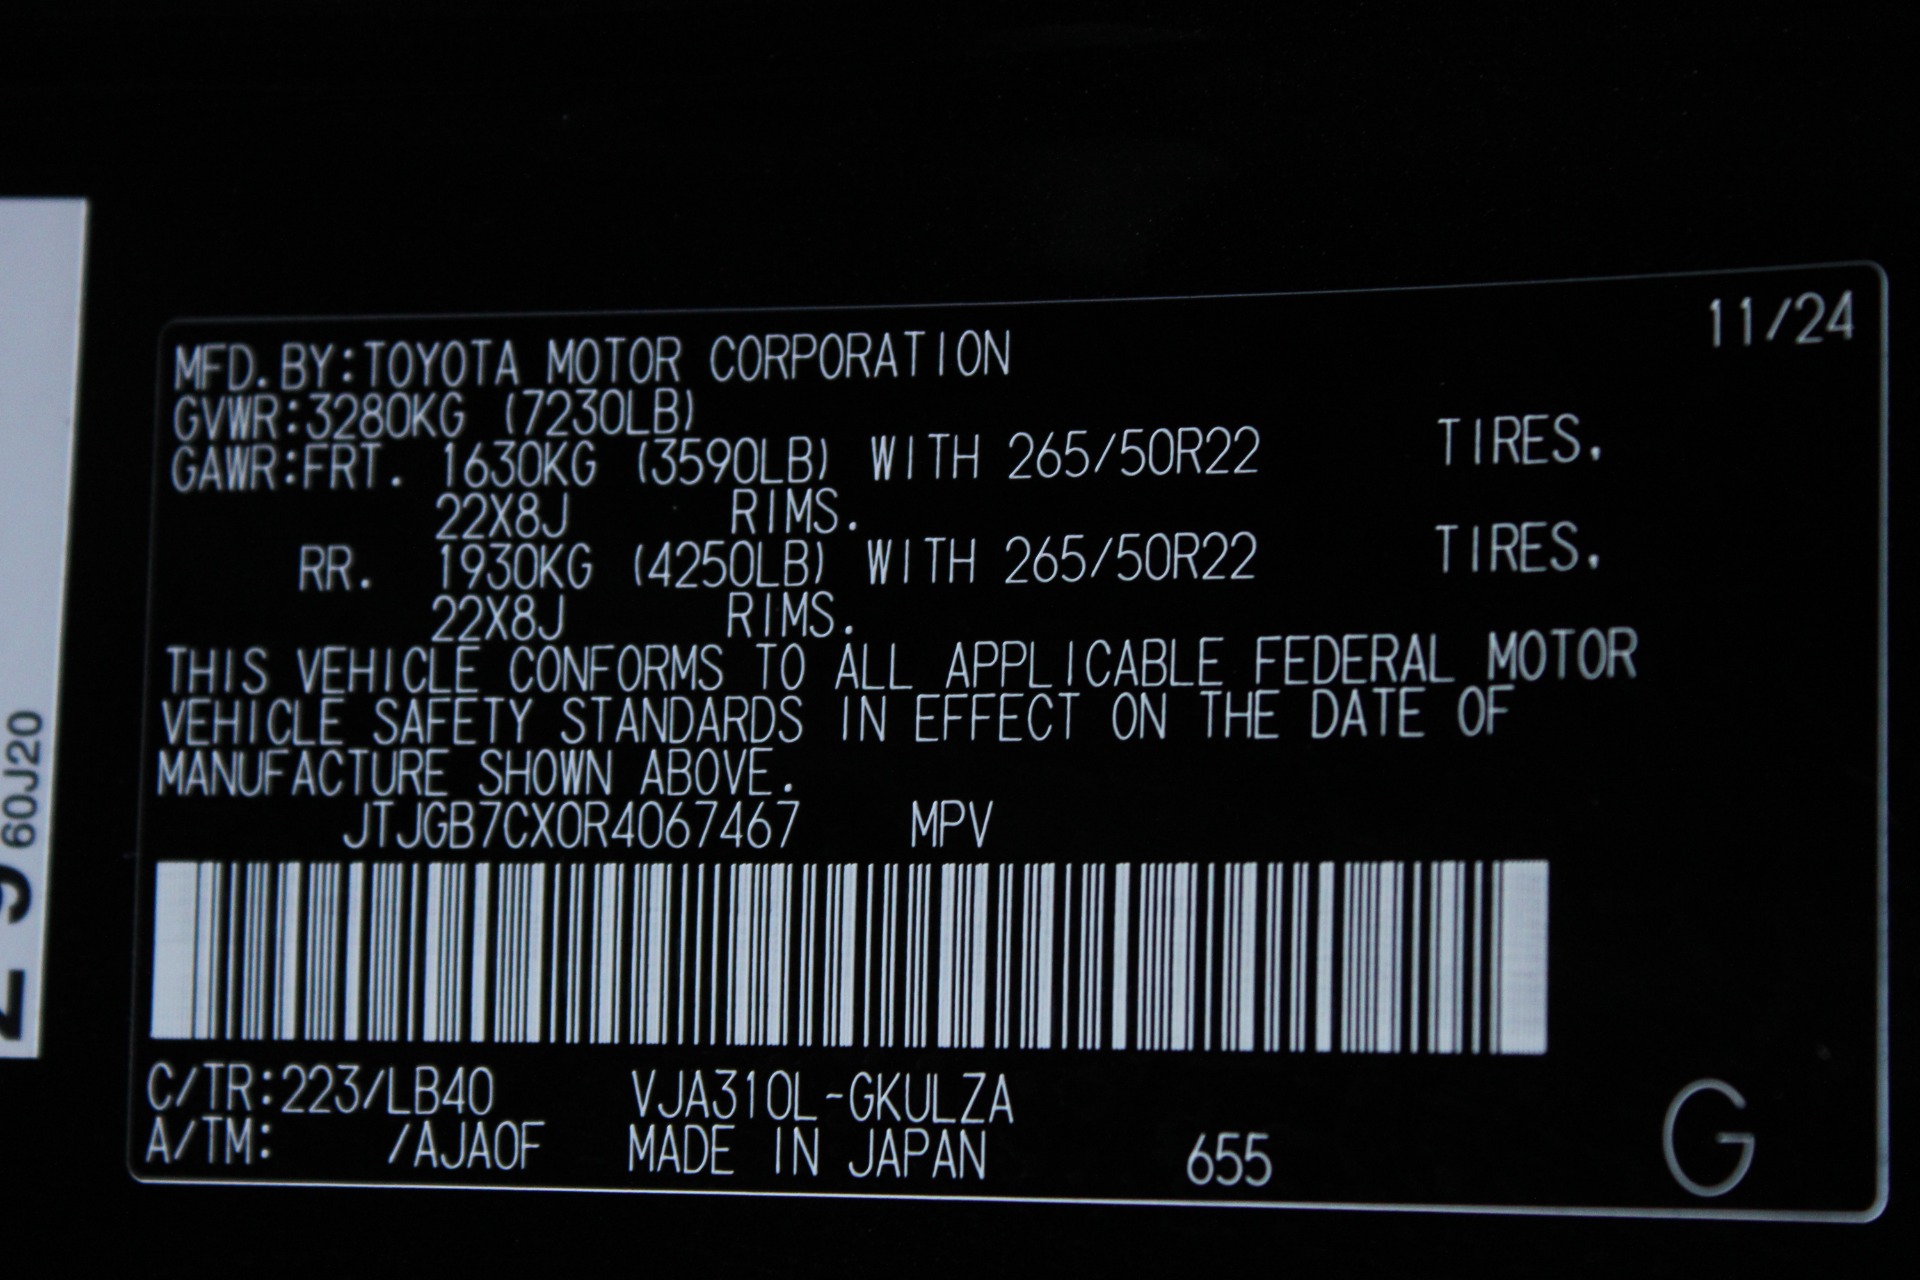 11/24
MFD.BY:TOYOTA MOTOR CORPORATION
GVWR:3280KG (7230LB)
GAWR:FRT. 1630KG (3590LB) WITH 265/50R22 TIRES.
22X8J RIMS.
RR. 1930KG (4250LB) WITH 265/50R22 TIRES.
22X8J RIMS.
THIS VEHICLE CONFORMS TO ALL APPLICABLE FEDERAL MOTOR
VEHICLE SAFETY STANDARDS IN EFFECT ON THE DATE OF
MANUFACTURE SHOWN ABOVE.
JTJGB7CX0R4067467 MPV
C/TR:223/LB40 VJA310L-GKULZA
A/TM: /AJA0F MADE IN JAPAN 655
G
60J20